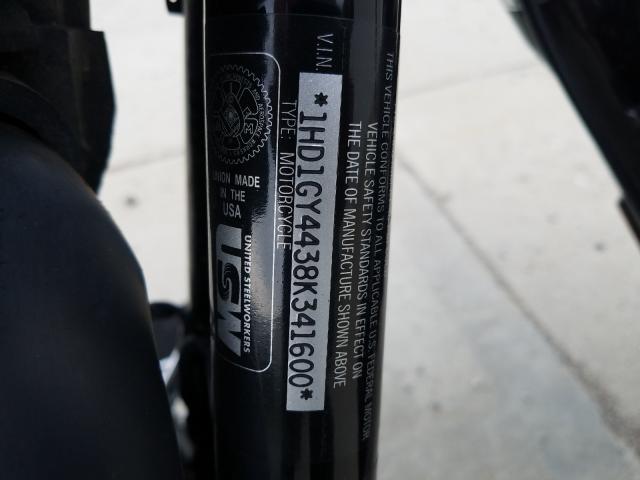 THIS VEHICLE CONFORMS TO ALL APPLICABLE U.S. FEDERAL MOTOR
VEHICLE SAFETY STANDARDS IN EFFECT ON
THE DATE OF MANUFACTURE SHOWN ABOVE
V.I.N.
*1HD1GY4438K341600*
TYPE: MOTORCYCLE
UNION MADE
IN THE
USA
UNITED STEELWORKERS
USW